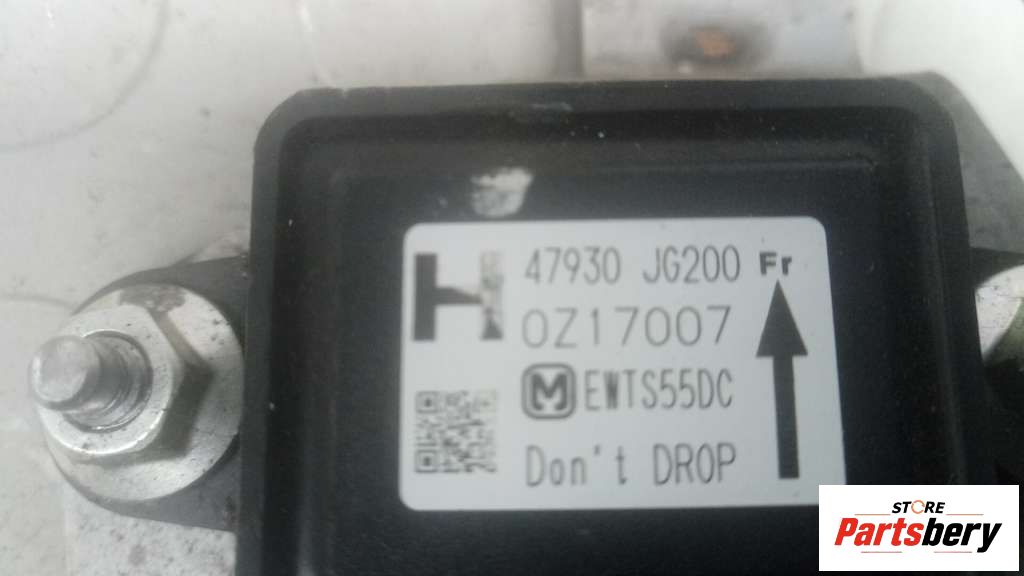 H
47930 JG200 Fr
0Z17007
M EWTS55DC
Don't DROP
STORE
Partsbery